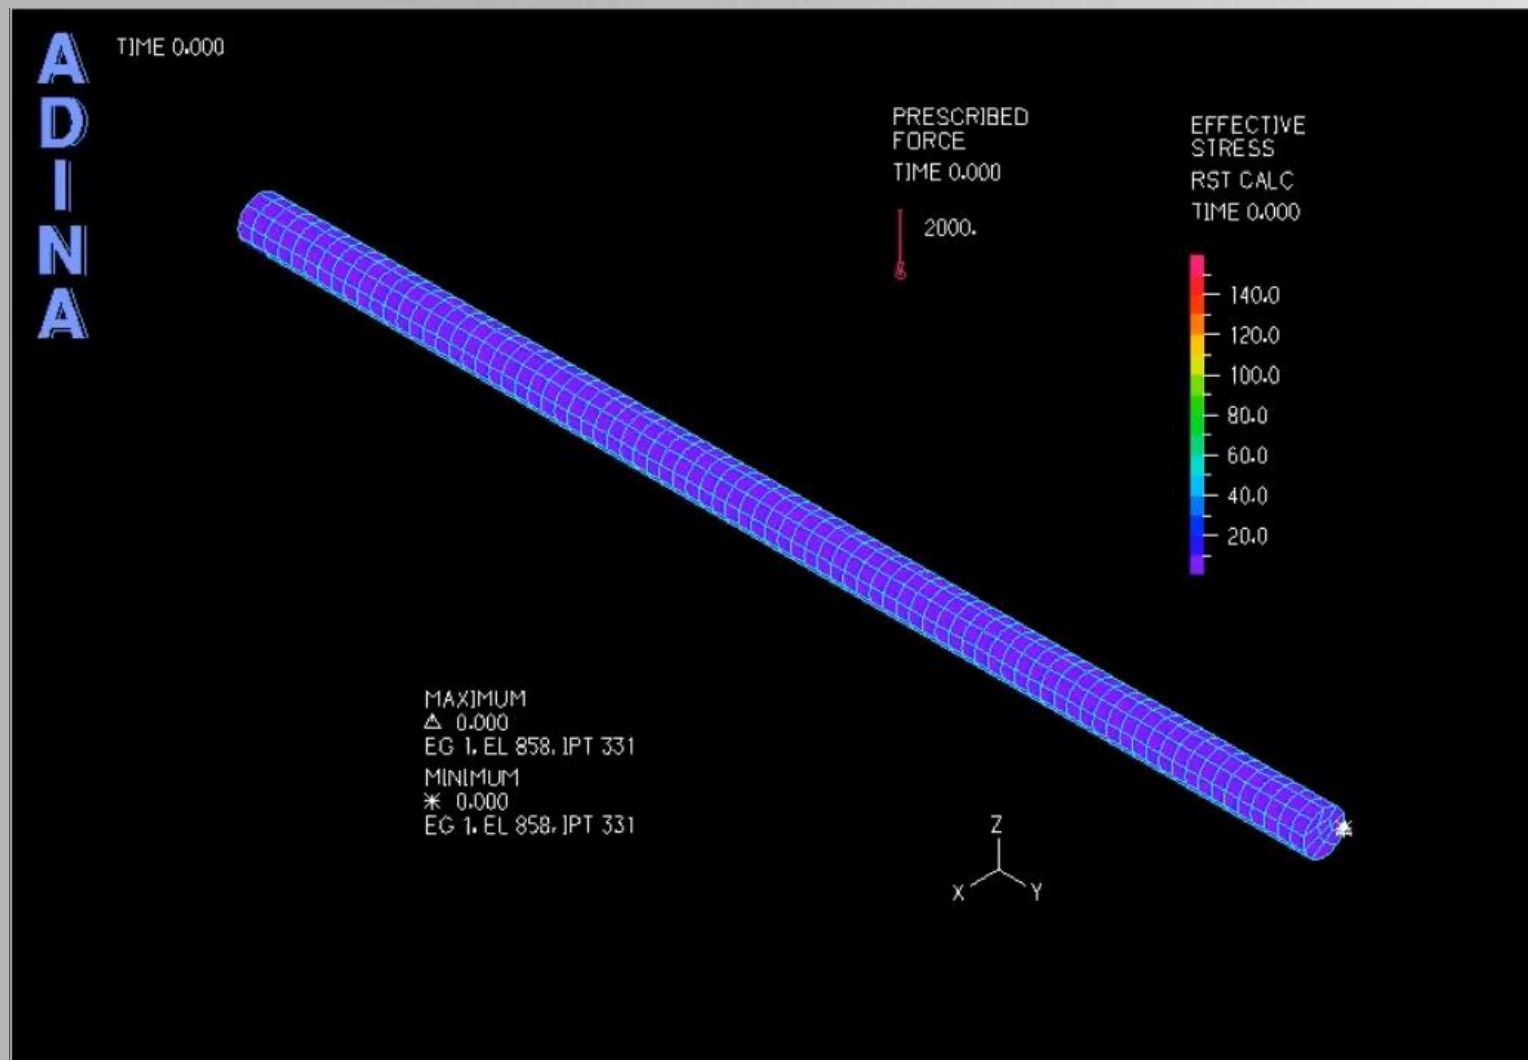 ADINA
TIME 0.000
PRESCRIBED
FORCE
TIME 0.000
2000.
EFFECTIVE
STRESS
RST CALC
TIME 0.000
140.0
120.0
100.0
80.0
60.0
40.0
20.0
MAXIMUM
△ 0.000
EG 1, EL 858, IPT 331
MINIMUM
✳ 0.000
EG 1, EL 858, IPT 331
Z
X
Y